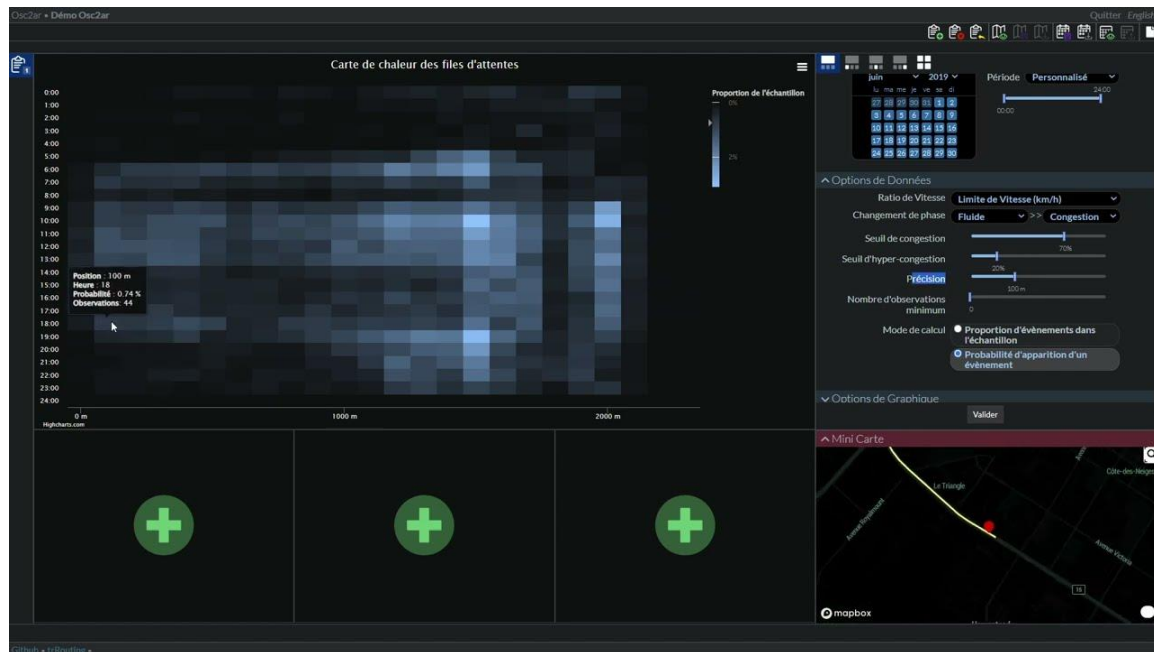 Osc2ar • Démo Osc2ar
Quitter English
1
Carte de chaleur des files d'attentes
Proportion de l'échantillon
0%
2%
0:00
1:00
2:00
3:00
4:00
5:00
6:00
7:00
8:00
9:00
10:00
11:00
12:00
13:00
14:00
15:00
16:00
17:00
18:00
19:00
20:00
21:00
22:00
23:00
24:00
Position : 100 m
Heure : 18
Probabilité : 0.74 %
Observations: 44
0 m
1000 m
2000 m
Highcharts.com
juin 2019
lu ma me je ve sa di
27 28 29 30 31 1 2
3 4 5 6 7 8 9
10 11 12 13 14 15 16
17 18 19 20 21 22 23
24 25 26 27 28 29 30
Période Personnalisé
24:00
00:00
Options de Données
Ratio de Vitesse Limite de Vitesse (km/h)
Changement de phase Fluide >> Congestion
Seuil de congestion
70%
Seuil d'hyper-congestion
20%
Précision
100 m
Nombre d'observations
minimum
0
Mode de calcul
Proportion d'évènements dans
l'échantillon
Probabilité d'apparition d'un
évènement
Options de Graphique
Valider
Mini Carte
Côte-des-Neiges
Le Triangle
Avenue Royalmount
Avenue Victoria
18
mapbox
Github • trRouting •